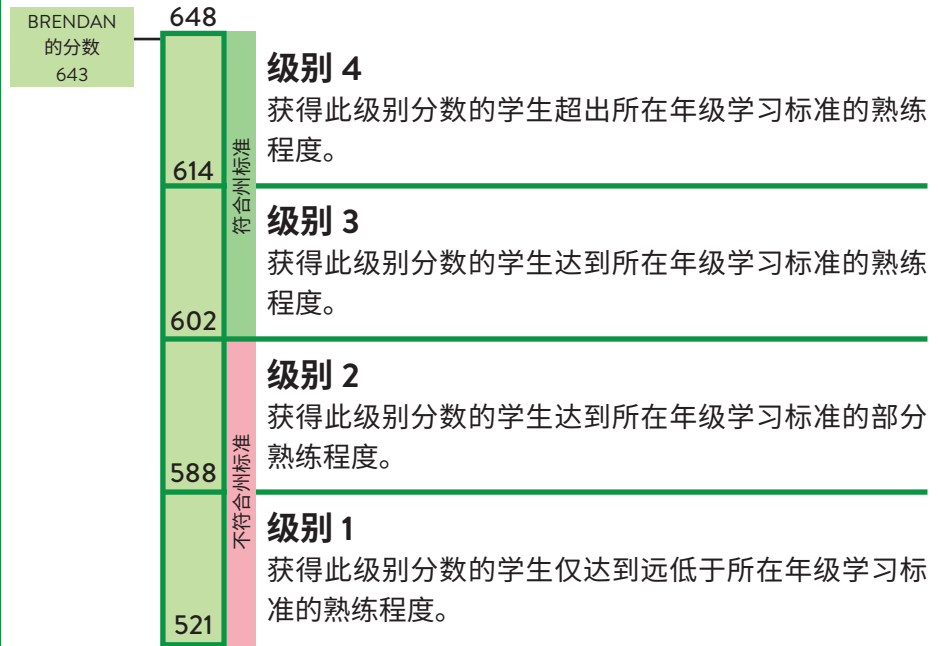 BRENDAN
的分数
643
648
级别 4
获得此级别分数的学生超出所在年级学习标准的熟练
程度。
614
符合州标准
级别 3
获得此级别分数的学生达到所在年级学习标准的熟练
程度。
602
级别 2
获得此级别分数的学生达到所在年级学习标准的部分
熟练程度。
588
不符合州标准
级别 1
获得此级别分数的学生仅达到远低于所在年级学习标
准的熟练程度。
521